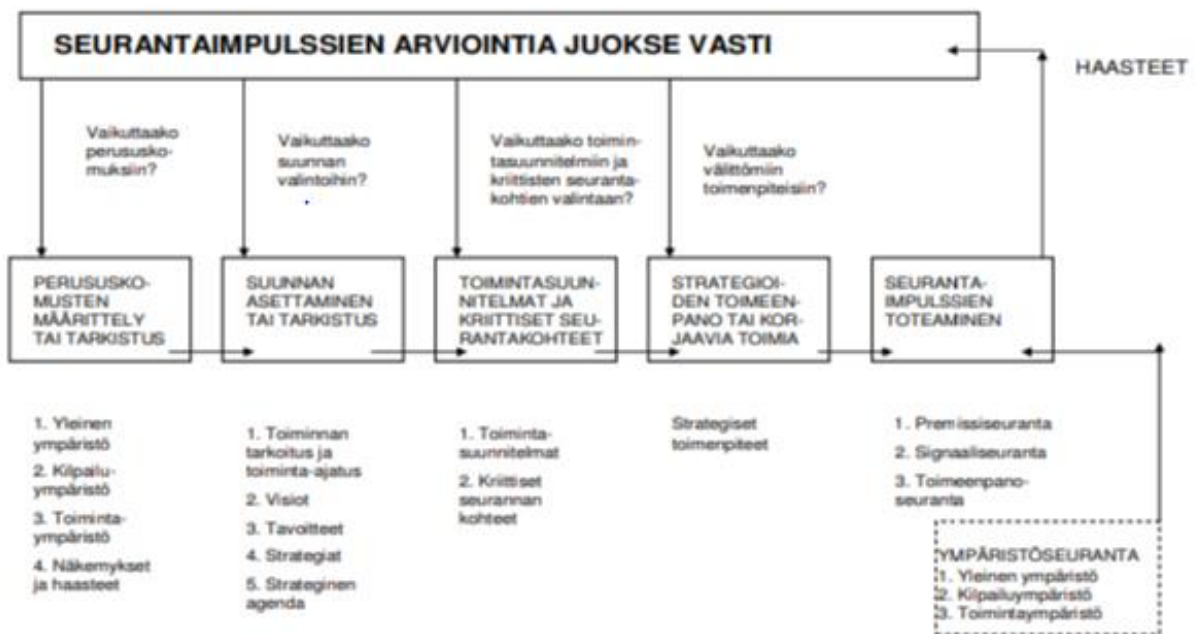 SEURANTAIMPULSSIEN ARVIOINTIA JUOKSE VASTI
HAASTEET
Vaikuttaako
perususko-
muksiin?
Vaikuttaako
suunnan
valintoihin?
Vaikuttaako toimin-
tasuunnitelmiin ja
kriittisten seuranta-
kohtien valintaan?
Vaikuttaako
välittömiin
toimenpiteisiin?
PERUSUSKO-
MUSTEN
MÄÄRITTELY
TAI TARKISTUS
SUUNNAN
ASETTAMINEN
TAI TARKISTUS
TOIMINTASUUN-
NITELMAT JA
KRIITTISET SEU-
RANTAKOHTEET
STRATEGIOI-
DEN TOIMEEN-
PANO TAI KOR-
JAAVIA TOIMIA
SEURANTA-
IMPULSSIEN
TOTEAMINEN
1. Yleinen
ympäristö
2. Kilpailu-
ympäristö
3. Toiminta-
ympäristö
4. Näkemykset
ja haasteet
1. Toiminnan
tarkoitus ja
toiminta-ajatus
2. Visiot
3. Tavoitteet
4. Strategiat
5. Strateginen
agenda
1. Toiminta-
suunnitelmat
2. Kriittiset
seurannan
kohteet
Strategiset
toimenpiteet
1. Premissiseuranta
2. Signaaliseuranta
3. Toimeenpano-
seuranta
YMPÄRISTÖSEURANTA
1. Yleinen ympäristö
2. Kilpailuympäristö
3. Toimintaympäristö